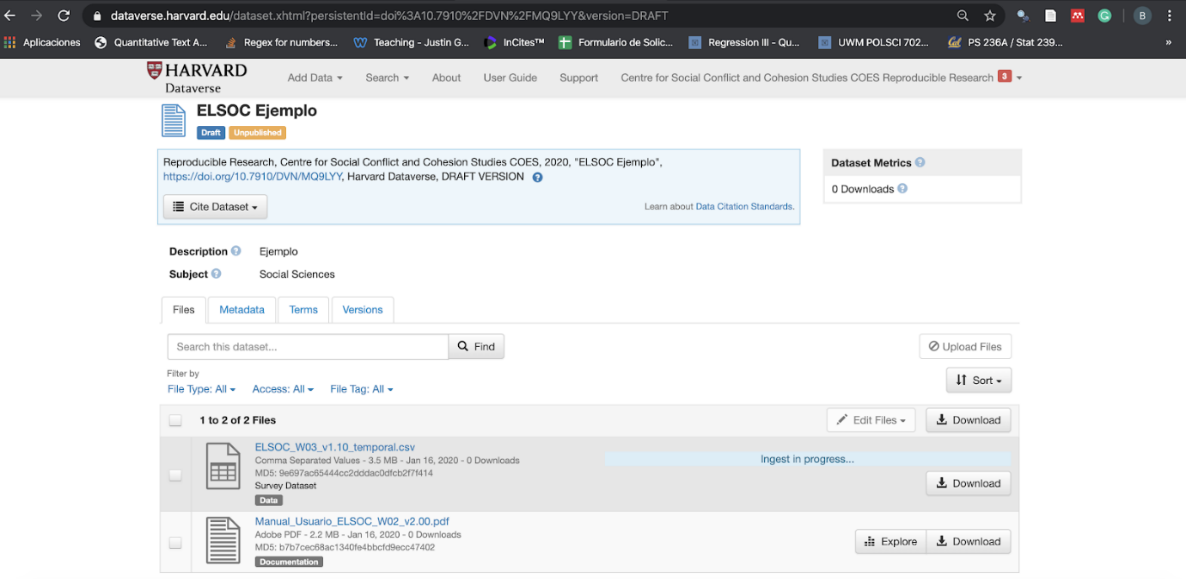 dataverse.harvard.edu/dataset.xhtml?persistentId=doi%3A10.7910%2FDVN%2FMQ9LYY&version=DRAFT
B
Aplicaciones Quantitative Text A... Regex for numbers... Teaching - Justin G... InCites™ Formulario de Solic... Regression III - Qu... UWM POLSCI 702... PS 236A / Stat 239... »
HARVARD
Dataverse
Add Data Search About User Guide Support Centre for Social Conflict and Cohesion Studies COES Reproducible Research 3
ELSOC Ejemplo
Draft Unpublished
Reproducible Research, Centre for Social Conflict and Cohesion Studies COES, 2020, "ELSOC Ejemplo",
https://doi.org/10.7910/DVN/MQ9LYY, Harvard Dataverse, DRAFT VERSION ?
Cite Dataset
Learn about Data Citation Standards.
Dataset Metrics ?
0 Downloads ?
Description ? Ejemplo
Subject ? Social Sciences
Files Metadata Terms Versions
Search this dataset... Find
Upload Files
Filter by
File Type: All Access: All File Tag: All
Sort
1 to 2 of 2 Files
Edit Files Download
ELSOC_W03_v1.10_temporal.csv
Comma Separated Values - 3.5 MB - Jan 16, 2020 - 0 Downloads
MD5: 9e697ac65444cc2dddac0dfcb2f7f414
Survey Dataset
Data
Ingest in progress...
Download
Manual_Usuario_ELSOC_W02_v2.00.pdf
Adobe PDF - 2.2 MB - Jan 16, 2020 - 0 Downloads
MD5: b7b7cec68ac1340fe4bbcfd9ecc47402
Documentation
Explore Download